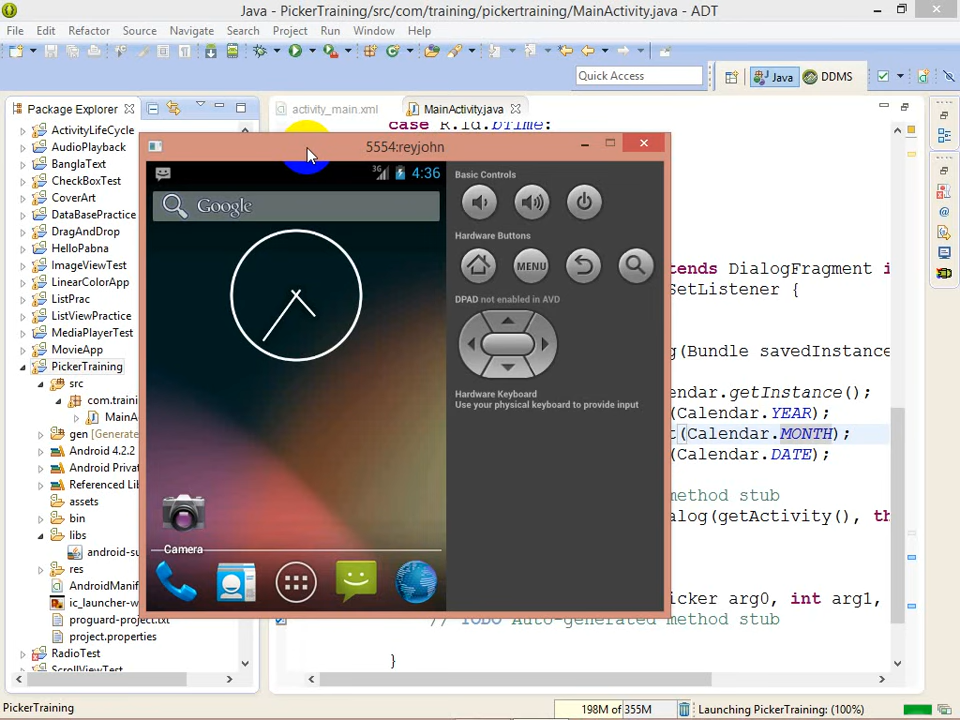 Java - PickerTraining/src/com/training/pickertraining/MainActivity.java - ADT
File Edit Refactor Source Navigate Search Project Run Window Help
Quick Access
Java
DDMS
Package Explorer
activity_main.xml
MainActivity.java
ActivityLifeCycle
AudioPlayback
BanglaText
CheckBoxTest
CoverArt
DataBasePractice
DragAndDrop
HelloPabna
ImageViewTest
LinearColorApp
ListPrac
ListViewPractice
MediaPlayerTest
MovieApp
PickerTraining
src
com.traini
MainA
gen [Generate
Android 4.2.2
Android Privat
Referenced Lib
assets
bin
libs
android-su
res
AndroidManif
ic_launcher-w
proguard-project.txt
project.properties
RadioTest
ScrollViewTest
case R.id.bTime:
5554:reyjohn
3G 4:36
Google
Camera
Basic Controls
Hardware Buttons
MENU
DPAD not enabled in AVD
Hardware Keyboard
Use your physical keyboard to provide input
tends DialogFragment i
SetListener {
g(Bundle savedInstance
endar.getInstance();
(Calendar.YEAR);
t(Calendar.MONTH);
(Calendar.DATE);
method stub
alog(getActivity(), th
icker arg0, int arg1,
// TODO Auto-generated method stub
}
PickerTraining
198M of 355M
Launching PickerTraining: (100%)